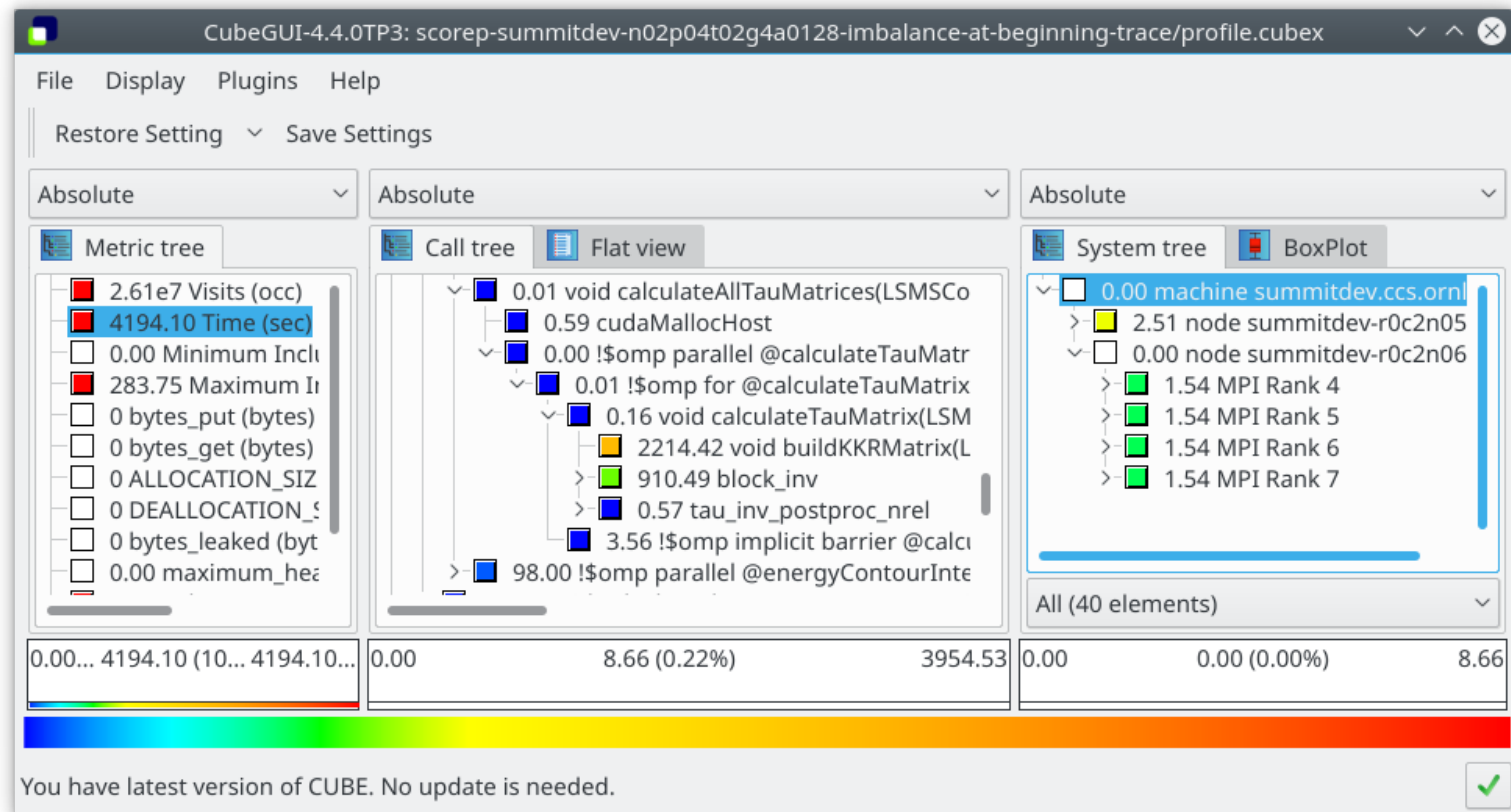 CubeGUI-4.4.0TP3: scorep-summitdev-n02p04t02g4a0128-imbalance-at-beginning-trace/profile.cubex
File Display Plugins Help
Restore Setting Save Settings
Absolute
Metric tree
2.61e7 Visits (occ)
4194.10 Time (sec)
0.00 Minimum Inclu
283.75 Maximum In
0 bytes_put (bytes)
0 bytes_get (bytes)
0 ALLOCATION_SIZ
0 DEALLOCATION_S
0 bytes_leaked (byt
0.00 maximum_hea
0.00... 4194.10 (10... 4194.10...
Absolute
Call tree Flat view
0.01 void calculateAllTauMatrices(LSMSCo
0.59 cudaMallocHost
0.00 !$omp parallel @calculateTauMatr
0.01 !$omp for @calculateTauMatrix
0.16 void calculateTauMatrix(LSM
2214.42 void buildKKRMatrix(L
910.49 block_inv
0.57 tau_inv_postproc_nrel
3.56 !$omp implicit barrier @calcu
98.00 !$omp parallel @energyContourInte
0.00 8.66 (0.22%) 3954.53
Absolute
System tree BoxPlot
0.00 machine summitdev.ccs.ornl
2.51 node summitdev-r0c2n05
0.00 node summitdev-r0c2n06
1.54 MPI Rank 4
1.54 MPI Rank 5
1.54 MPI Rank 6
1.54 MPI Rank 7
All (40 elements)
0.00 0.00 (0.00%) 8.66
You have latest version of CUBE. No update is needed.